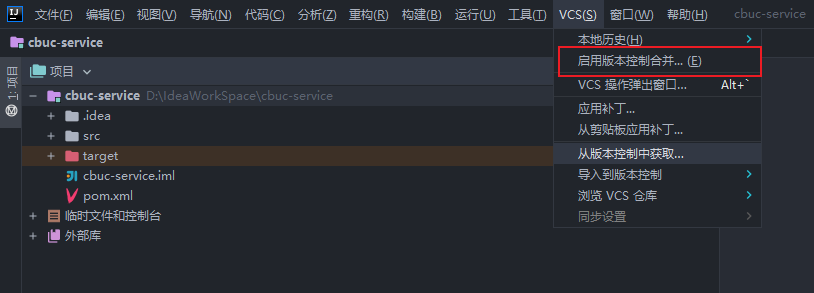 IJ 文件(F) 编辑(E) 视图(V) 导航(N) 代码(C) 分析(Z) 重构(R) 构建(B) 运行(U) 工具(T) VCS(S) 窗口(W) 帮助(H) cbuc-service
cbuc-service
1: 项目
项目
cbuc-service D:\IdeaWorkSpace\cbuc-service
.idea
src
target
cbuc-service.iml
pom.xml
临时文件和控制台
外部库
本地历史(H)
启用版本控制合并... (E)
VCS 操作弹出窗口... Alt+`
应用补丁...
从剪贴板应用补丁...
从版本控制中获取...
导入到版本控制
浏览 VCS 仓库
同步设置